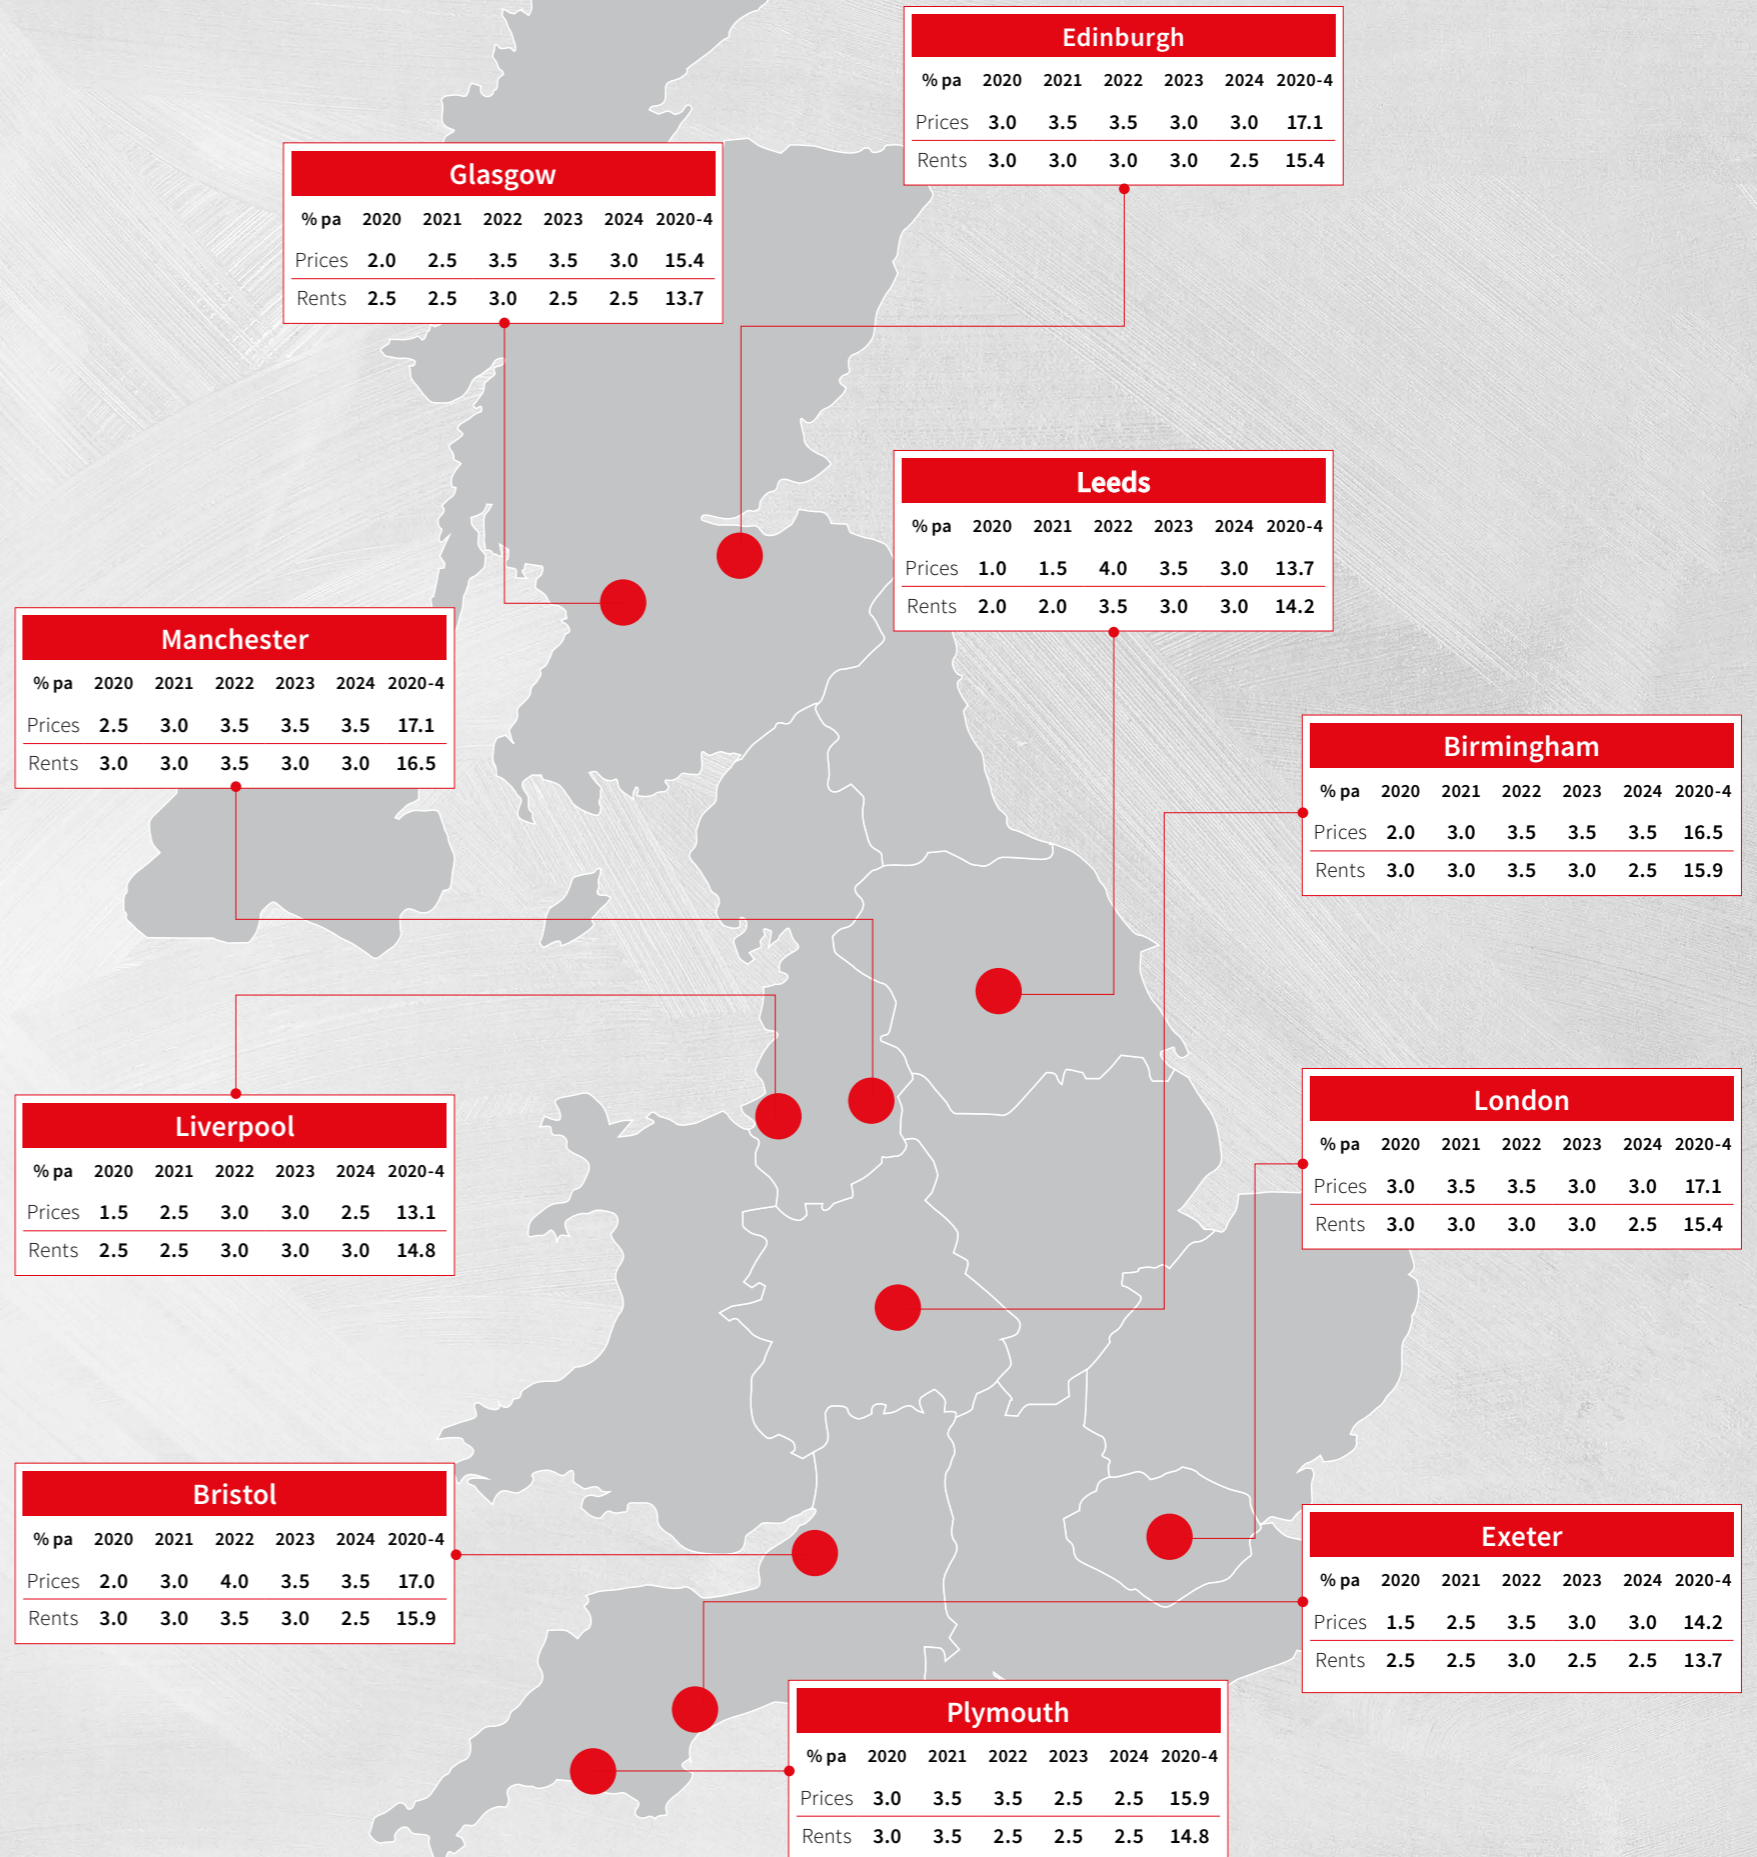 Edinburgh
% pa 2020 2021 2022 2023 2024 2020-4
Prices 3.0 3.5 3.5 3.0 3.0 17.1
Rents 3.0 3.0 3.0 3.0 2.5 15.4
Glasgow
% pa 2020 2021 2022 2023 2024 2020-4
Prices 2.0 2.5 3.5 3.5 3.0 15.4
Rents 2.5 2.5 3.0 2.5 2.5 13.7
Leeds
% pa 2020 2021 2022 2023 2024 2020-4
Prices 1.0 1.5 4.0 3.5 3.0 13.7
Rents 2.0 2.0 3.5 3.0 3.0 14.2
Manchester
% pa 2020 2021 2022 2023 2024 2020-4
Prices 2.5 3.0 3.5 3.5 3.5 17.1
Rents 3.0 3.0 3.5 3.0 3.0 16.5
Birmingham
% pa 2020 2021 2022 2023 2024 2020-4
Prices 2.0 3.0 3.5 3.5 3.5 16.5
Rents 3.0 3.0 3.5 3.0 2.5 15.9
Liverpool
% pa 2020 2021 2022 2023 2024 2020-4
Prices 1.5 2.5 3.0 3.0 2.5 13.1
Rents 2.5 2.5 3.0 3.0 3.0 14.8
London
% pa 2020 2021 2022 2023 2024 2020-4
Prices 3.0 3.5 3.5 3.0 3.0 17.1
Rents 3.0 3.0 3.0 3.0 2.5 15.4
Bristol
% pa 2020 2021 2022 2023 2024 2020-4
Prices 2.0 3.0 4.0 3.5 3.5 17.0
Rents 3.0 3.0 3.5 3.0 2.5 15.9
Exeter
% pa 2020 2021 2022 2023 2024 2020-4
Prices 1.5 2.5 3.5 3.0 3.0 14.2
Rents 2.5 2.5 3.0 2.5 2.5 13.7
Plymouth
% pa 2020 2021 2022 2023 2024 2020-4
Prices 3.0 3.5 3.5 2.5 2.5 15.9
Rents 3.0 3.5 2.5 2.5 2.5 14.8